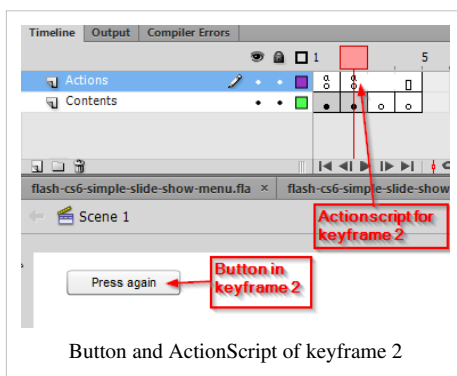 Timeline Output Compiler Errors
1 5
Actions
Contents
flash-cs6-simple-slide-show-menu.fla × flash-cs6-simple-slide-show
Scene 1
Actionscript for
keyframe 2
Button in
keyframe 2
Press again
Button and ActionScript of keyframe 2